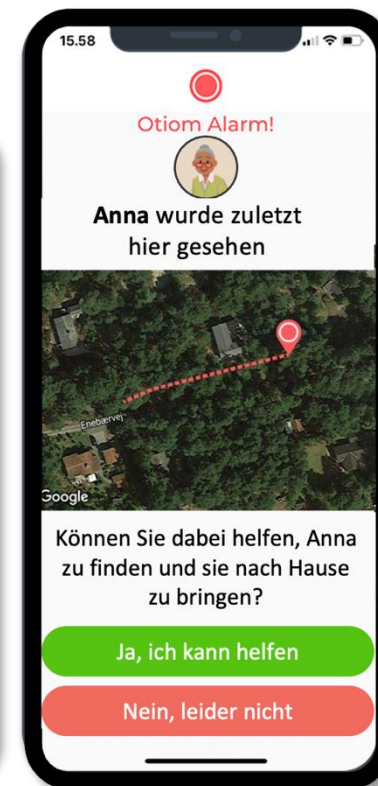 15.58
Otiom Alarm!
Anna wurde zuletzt
hier gesehen
Enebærvej
Google
Können Sie dabei helfen, Anna
zu finden und sie nach Hause
zu bringen?
Ja, ich kann helfen
Nein, leider nicht